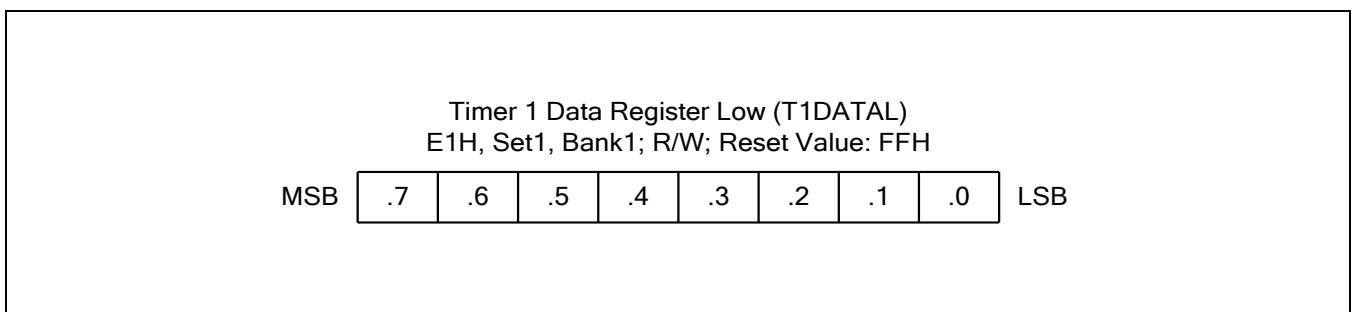 Timer 1 Data Register Low (T1DATAL)
E1H, Set1, Bank1; R/W; Reset Value: FFH
MSB .7 .6 .5 .4 .3 .2 .1 .0 LSB